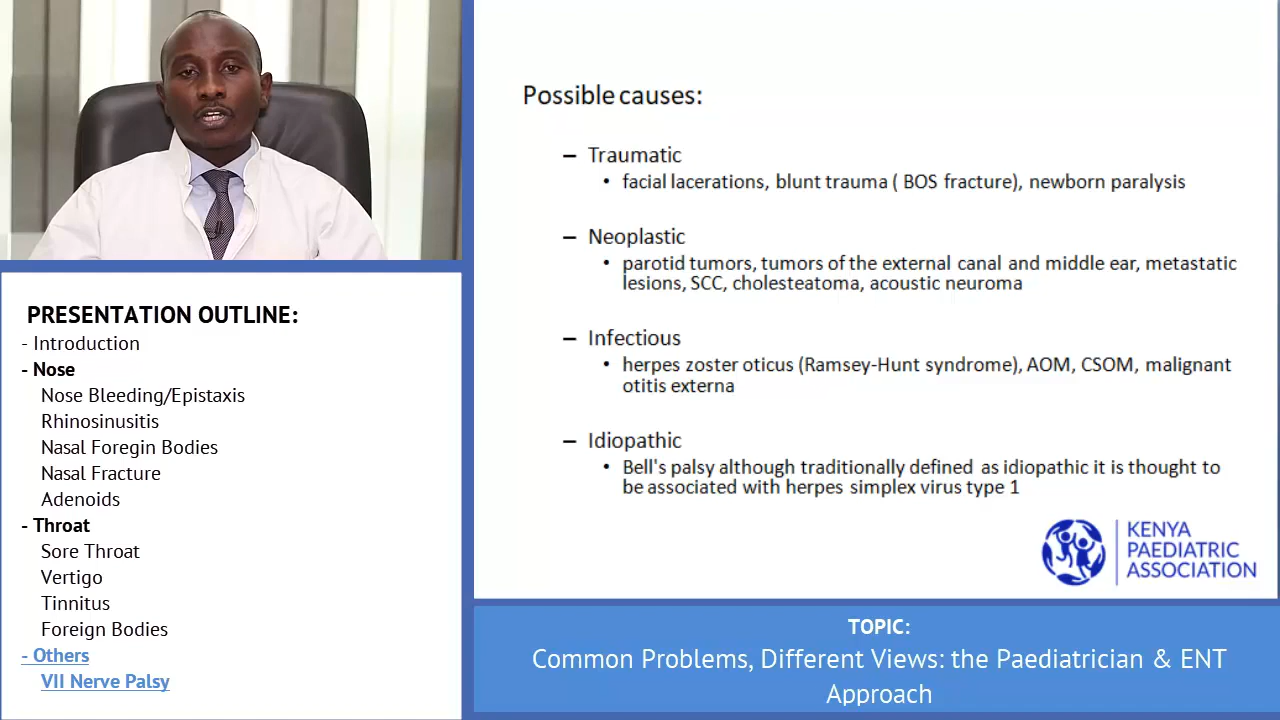 PRESENTATION OUTLINE:
- Introduction
- Nose
Nose Bleeding/Epistaxis
Rhinosinusitis
Nasal Foregin Bodies
Nasal Fracture
Adenoids
- Throat
Sore Throat
Vertigo
Tinnitus
Foreign Bodies
- Others
VII Nerve Palsy
Possible causes:
– Traumatic
• facial lacerations, blunt trauma ( BOS fracture), newborn paralysis
– Neoplastic
• parotid tumors, tumors of the external canal and middle ear, metastatic
lesions, SCC, cholesteatoma, acoustic neuroma
– Infectious
• herpes zoster oticus (Ramsey-Hunt syndrome), AOM, CSOM, malignant
otitis externa
– Idiopathic
• Bell's palsy although traditionally defined as idiopathic it is thought to
be associated with herpes simplex virus type 1
KENYA
PAEDIATRIC
ASSOCIATION
TOPIC:
Common Problems, Different Views: the Paediatrician & ENT
Approach